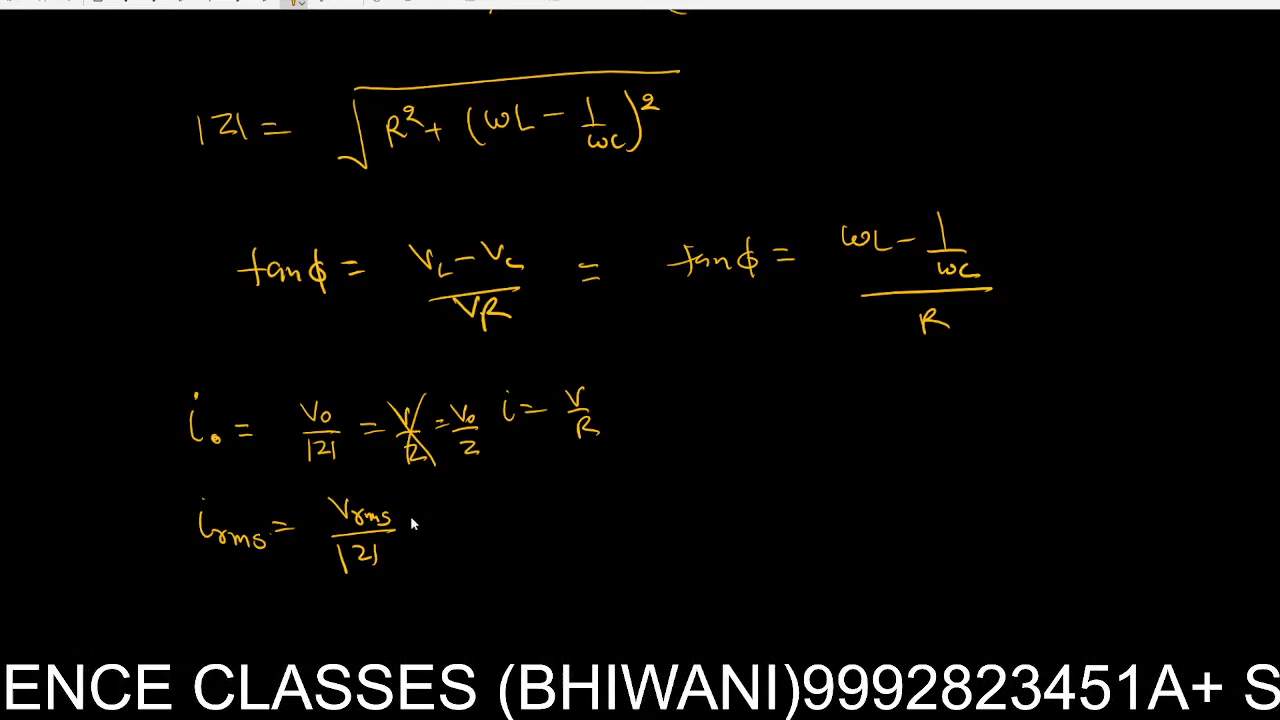 |Z| = √(R² + (ωL − 1/ωC)²)
tanφ = (V_L − V_C)/VR = tanφ = (ωL − 1/ωC)/R
i₀ = V₀/|Z| = V/R = V₀/Z i = V/R
i_rms = V_rms/|Z|
ENCE CLASSES (BHIWANI)9992823451A+ S